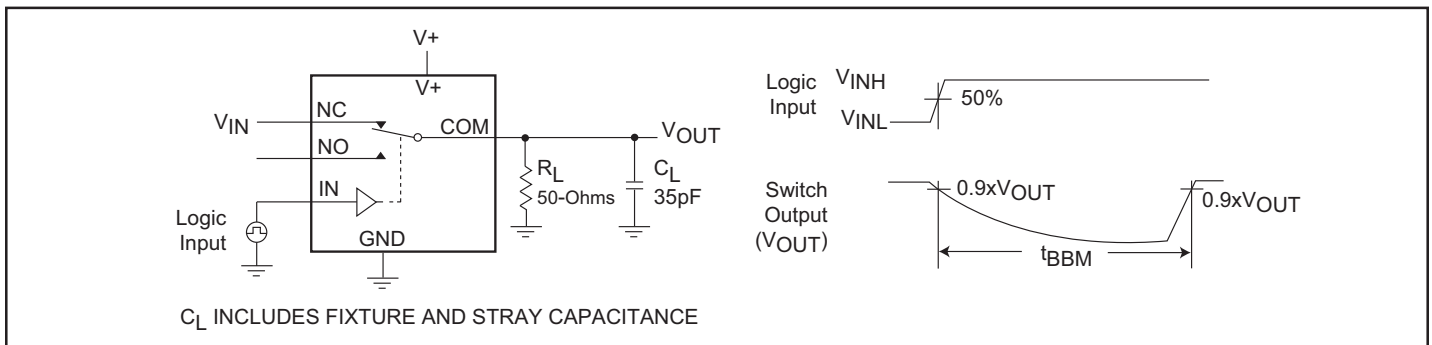 V+
V+
VIN
NC
NO
COM
VOUT
IN
RL
50-Ohms
CL
35pF
Logic
Input
GND
CL INCLUDES FIXTURE AND STRAY CAPACITANCE
Logic
Input
VINH
VINL
50%
Switch
Output
(VOUT)
0.9xVOUT
0.9xVOUT
tBBM